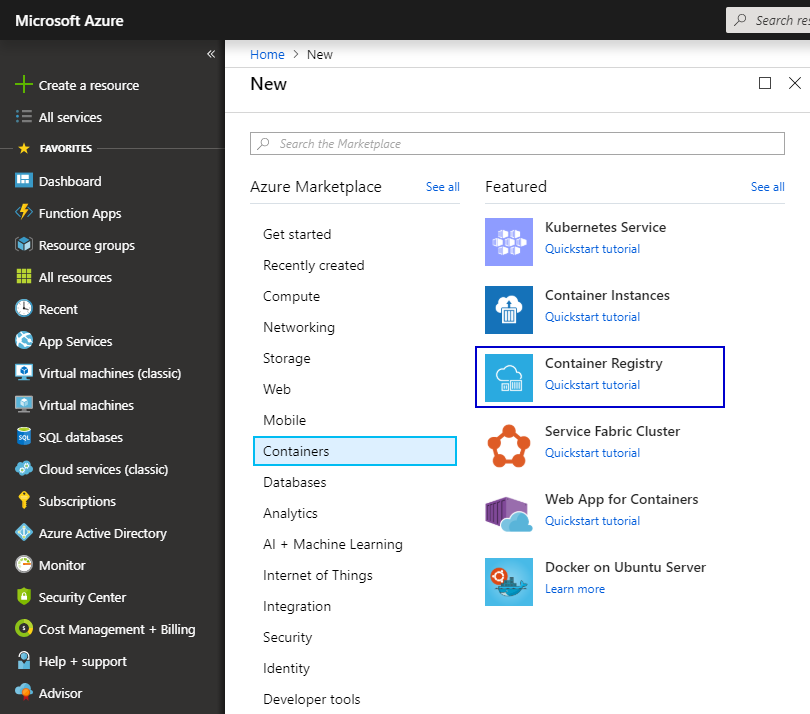 Microsoft Azure
Search res
«
Create a resource
All services
FAVORITES
Dashboard
Function Apps
Resource groups
All resources
Recent
App Services
Virtual machines (classic)
Virtual machines
SQL databases
Cloud services (classic)
Subscriptions
Azure Active Directory
Monitor
Security Center
Cost Management + Billing
Help + support
Advisor
Home > New
New
Search the Marketplace
Azure Marketplace See all
Get started
Recently created
Compute
Networking
Storage
Web
Mobile
Containers
Databases
Analytics
AI + Machine Learning
Internet of Things
Integration
Security
Identity
Developer tools
Featured See all
Kubernetes Service
Quickstart tutorial
Container Instances
Quickstart tutorial
Container Registry
Quickstart tutorial
Service Fabric Cluster
Quickstart tutorial
Web App for Containers
Quickstart tutorial
Docker on Ubuntu Server
Learn more